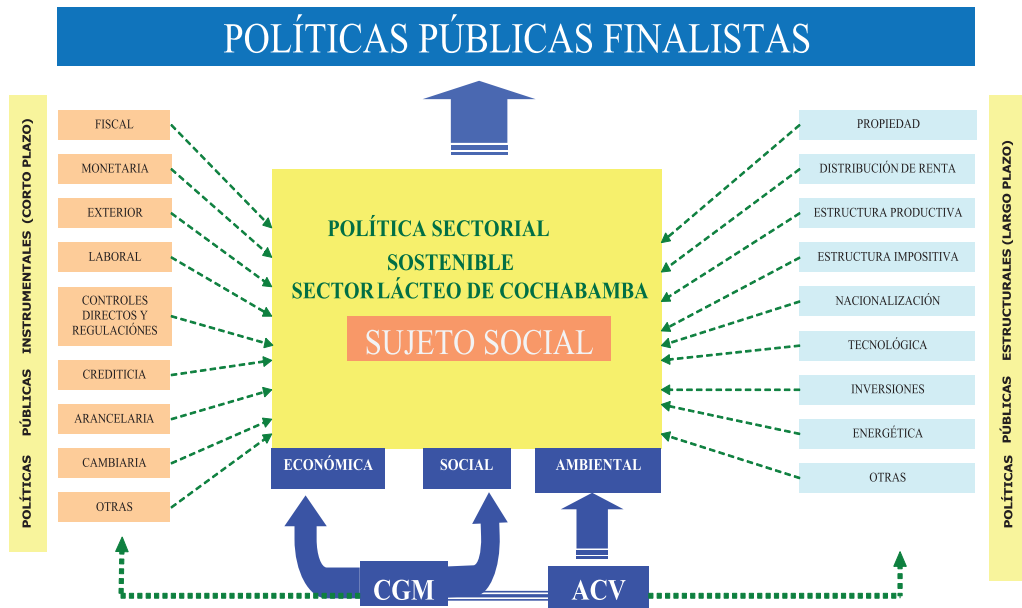 POLÍTICAS PÚBLICAS FINALISTAS
POLÍTICAS PÚBLICAS INSTRUMENTALES (CORTO PLAZO)
FISCAL
MONETARIA
EXTERIOR
LABORAL
CONTROLES
DIRECTOS Y
REGULACIÓNES
CREDITICIA
ARANCELARIA
CAMBIARIA
OTRAS
POLÍTICA SECTORIAL
SOSTENIBLE
SECTOR LÁCTEO DE COCHABAMBA
SUJETO SOCIAL
ECONÓMICA
SOCIAL
AMBIENTAL
CGM
ACV
PROPIEDAD
DISTRIBUCIÓN DE RENTA
ESTRUCTURA PRODUCTIVA
ESTRUCTURA IMPOSITIVA
NACIONALIZACIÓN
TECNOLÓGICA
INVERSIONES
ENERGÉTICA
OTRAS
POLÍTICAS PÚBLICAS ESTRUCTURALES (LARGO PLAZO)